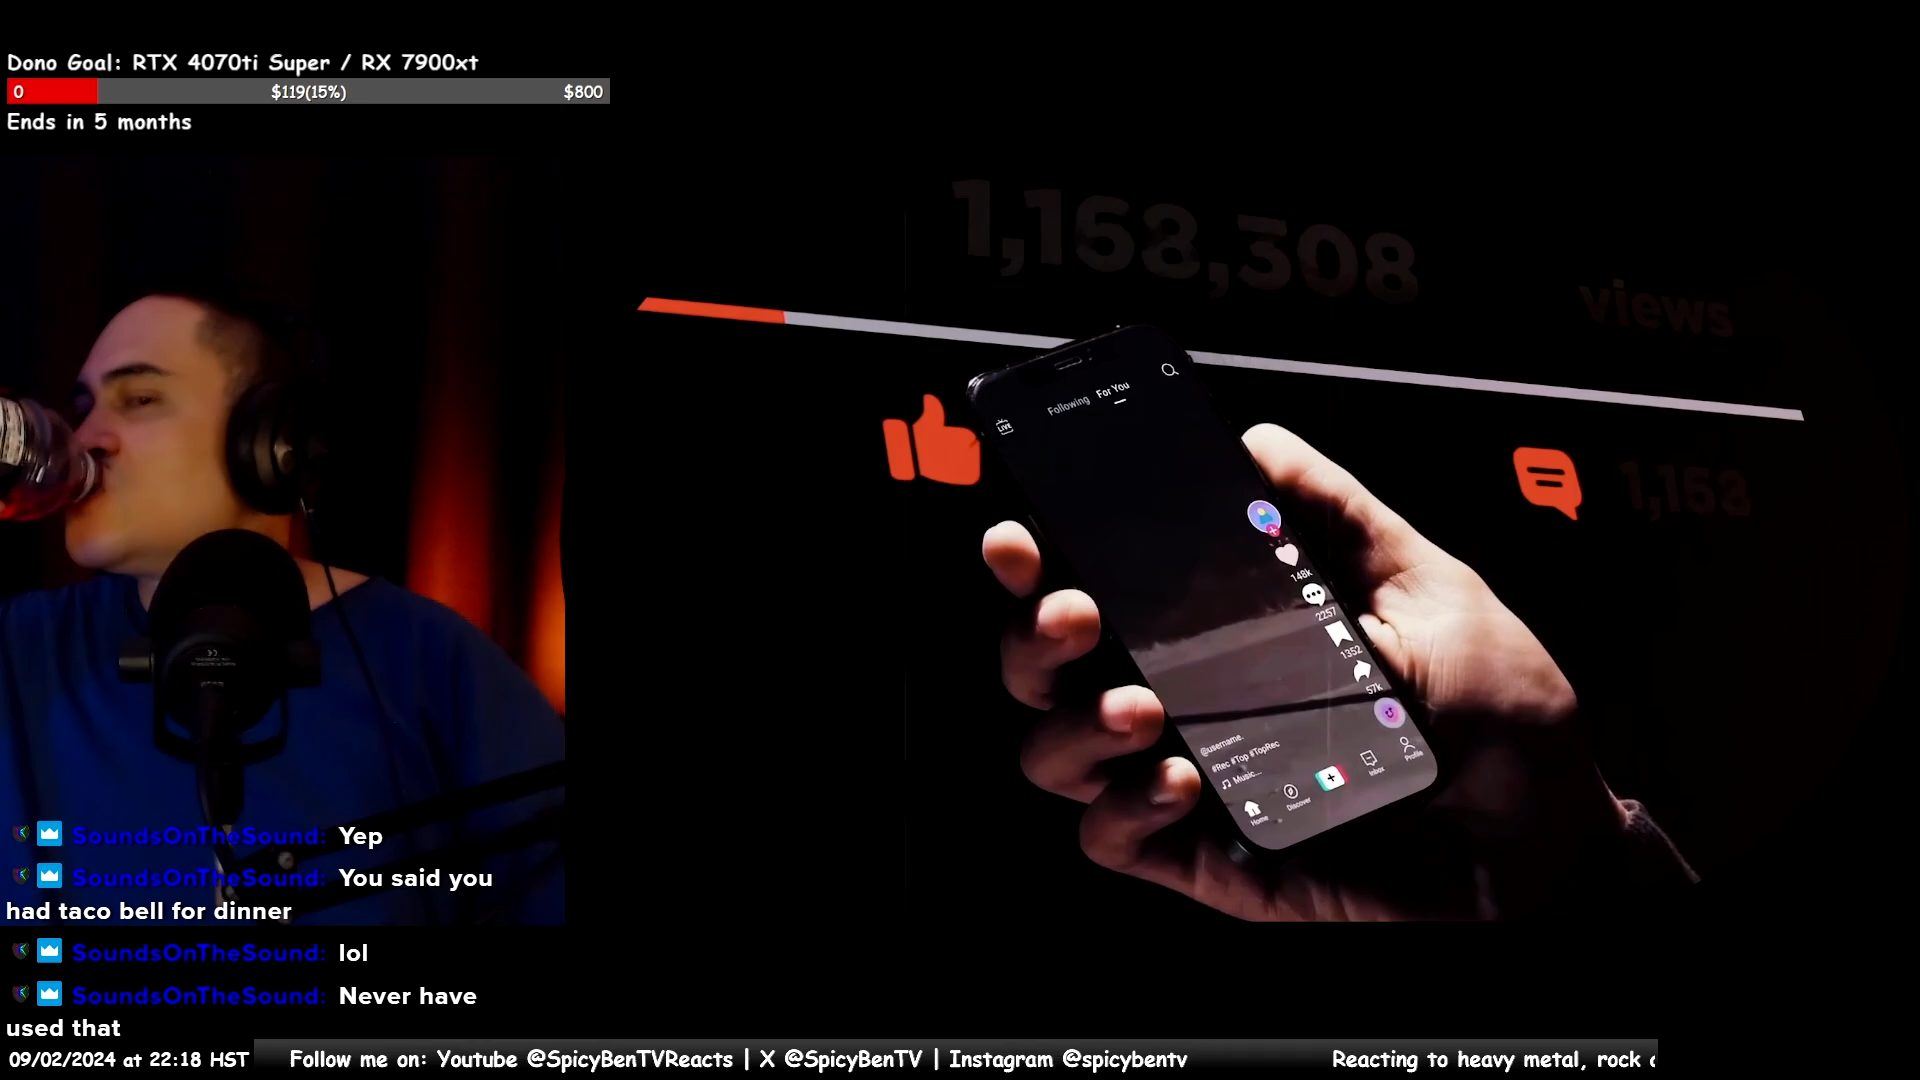 Dono Goal: RTX 4070ti Super / RX 7900xt
0 $119(15%) $800
Ends in 5 months
1,158,308
views
Following For You
LIVE
1,158
148k
2257
1352
57k
@username.
#Rec #Top #TopRec
Music...
Home Discover Inbox Profile
SoundsOnTheSound: Yep
SoundsOnTheSound: You said you
had taco bell for dinner
SoundsOnTheSound: lol
SoundsOnTheSound: Never have
used that
09/02/2024 at 22:18 HST Follow me on: Youtube @SpicyBenTVReacts | X @SpicyBenTV | Instagram @spicybentv Reacting to heavy metal, rock